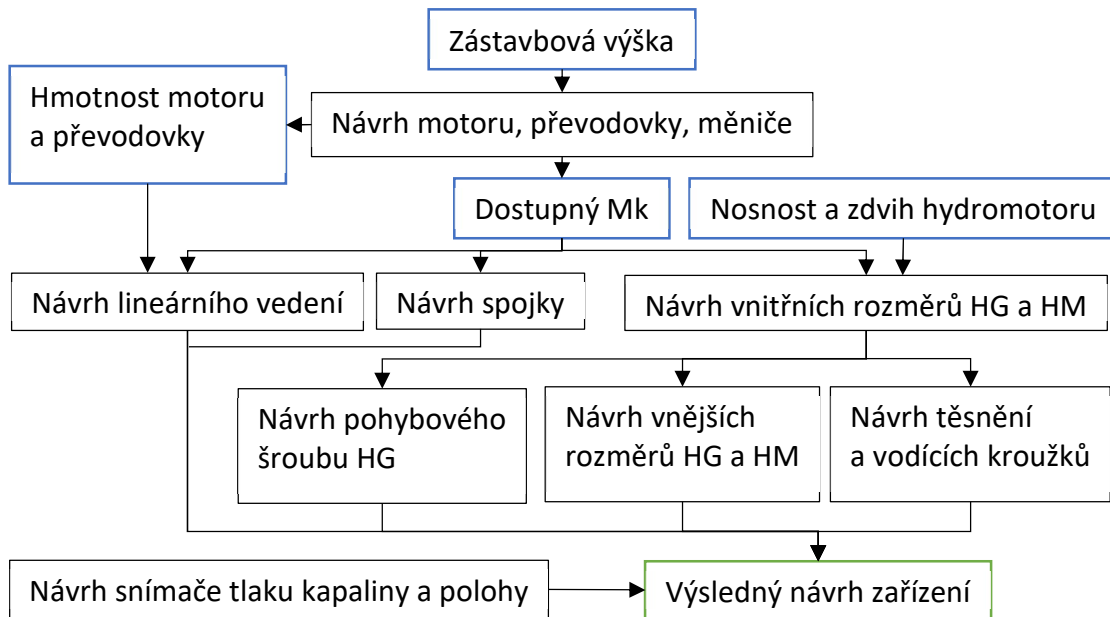 Zástavbová výška
Hmotnost motoru
a převodovky
Návrh motoru, převodovky, měniče
Dostupný Mk
Nosnost a zdvih hydromotoru
Návrh lineárního vedení
Návrh spojky
Návrh vnitřních rozměrů HG a HM
Návrh pohybového
šroubu HG
Návrh vnějších
rozměrů HG a HM
Návrh těsnění
a vodících kroužků
Návrh snímače tlaku kapaliny a polohy
Výsledný návrh zařízení